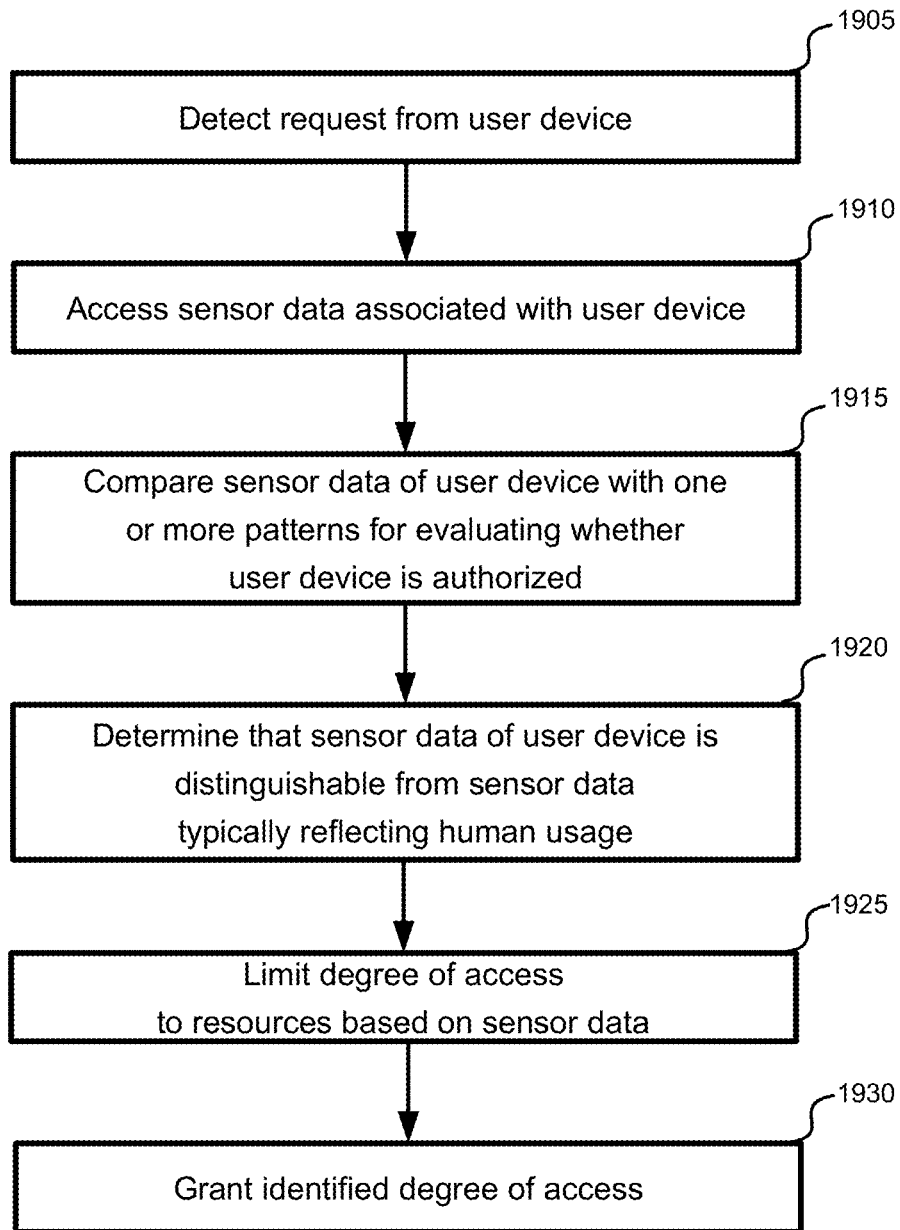 1905
Detect request from user device
1910
Access sensor data associated with user device
1915
Compare sensor data of user device with one
or more patterns for evaluating whether
user device is authorized
1920
Determine that sensor data of user device is
distinguishable from sensor data
typically reflecting human usage
1925
Limit degree of access
to resources based on sensor data
1930
Grant identified degree of access